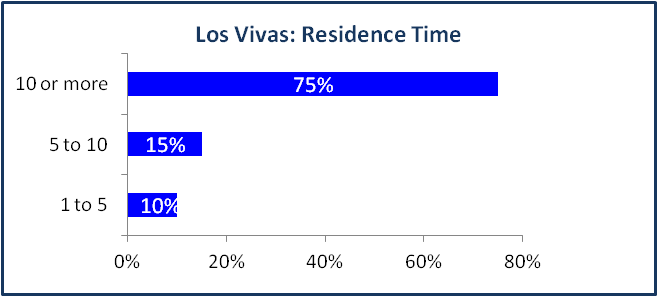 Los Vivas: Residence Time
10 or more
75%
5 to 10
15%
1 to 5
10%
0% 20% 40% 60% 80%